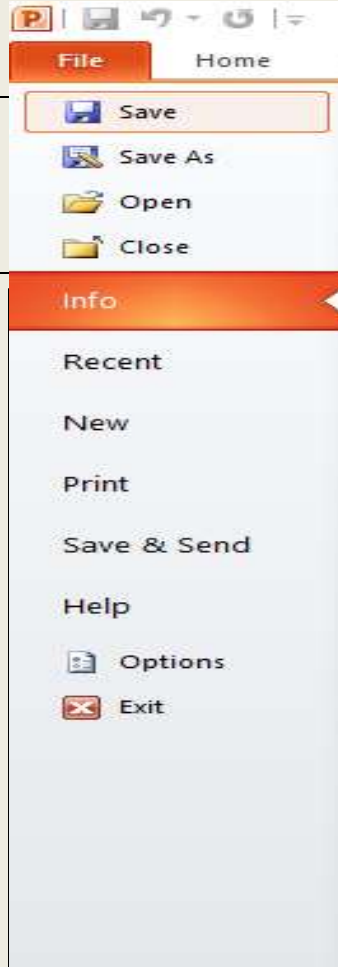 P
File Home
Save
Save As
Open
Close
Info
Recent
New
Print
Save & Send
Help
Options
Exit